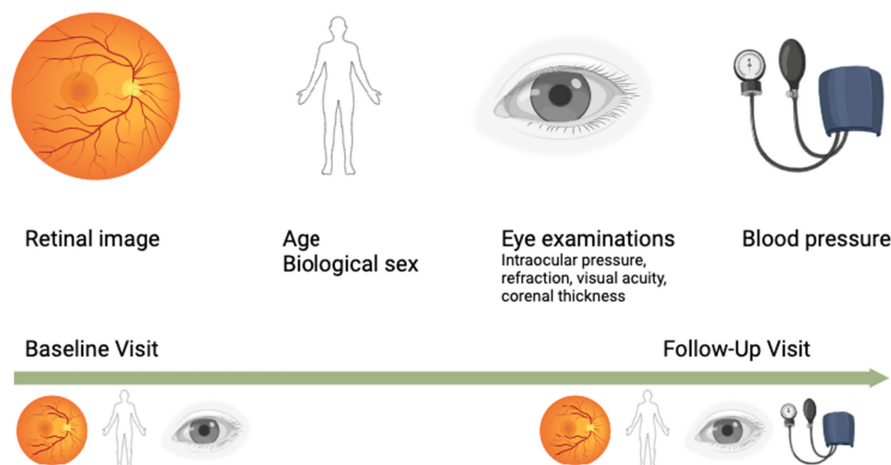 Retinal image
Age
Biological sex
Eye examinations
Intraocular pressure,
refraction, visual acuity,
corenal thickness
Blood pressure
Baseline Visit
Follow-Up Visit